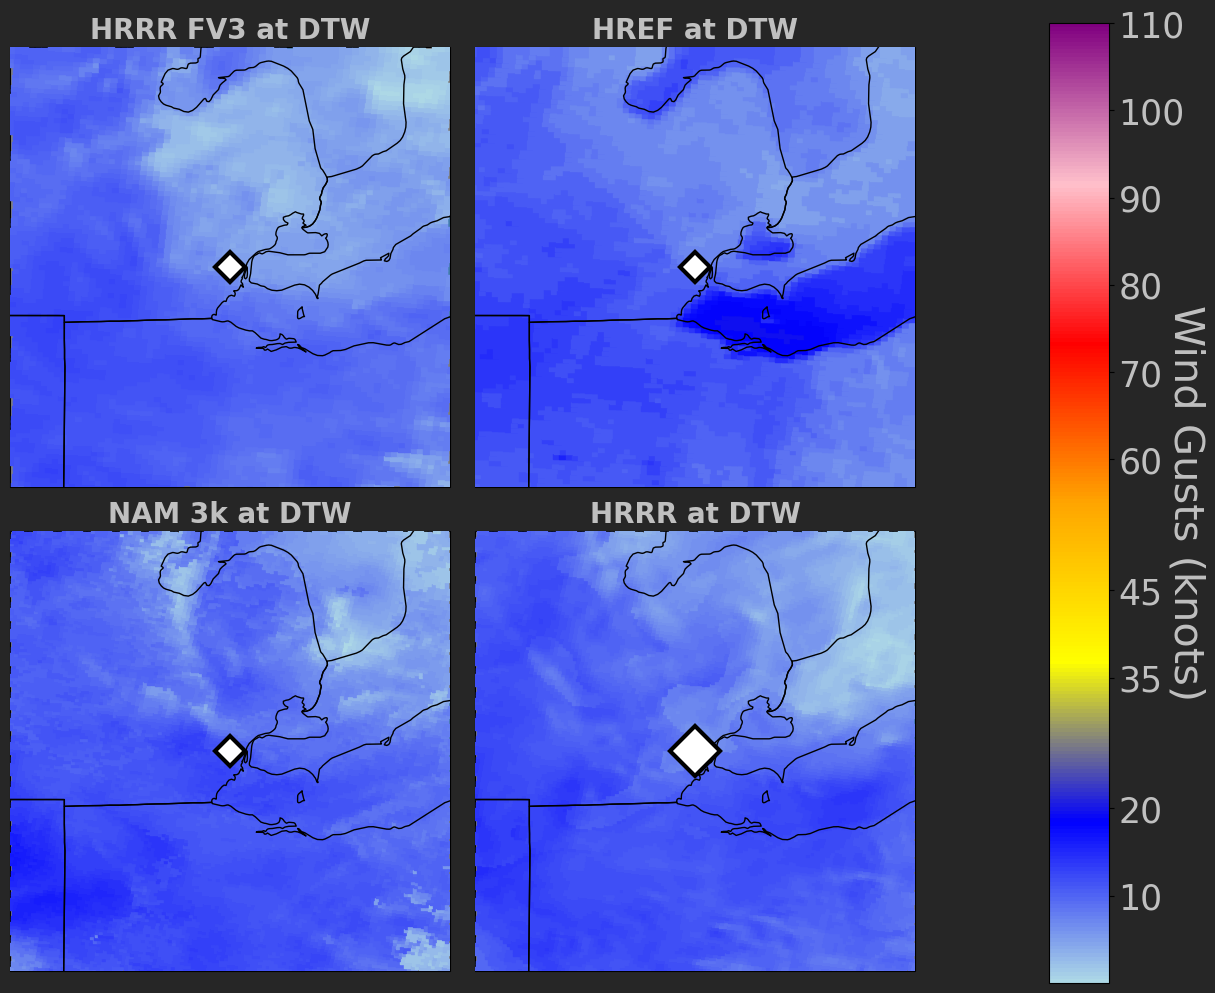 HRRR FV3 at DTW
HREF at DTW
NAM 3k at DTW
HRRR at DTW
110
100
90
80
70
60
45
35
20
10
Wind Gusts (knots)